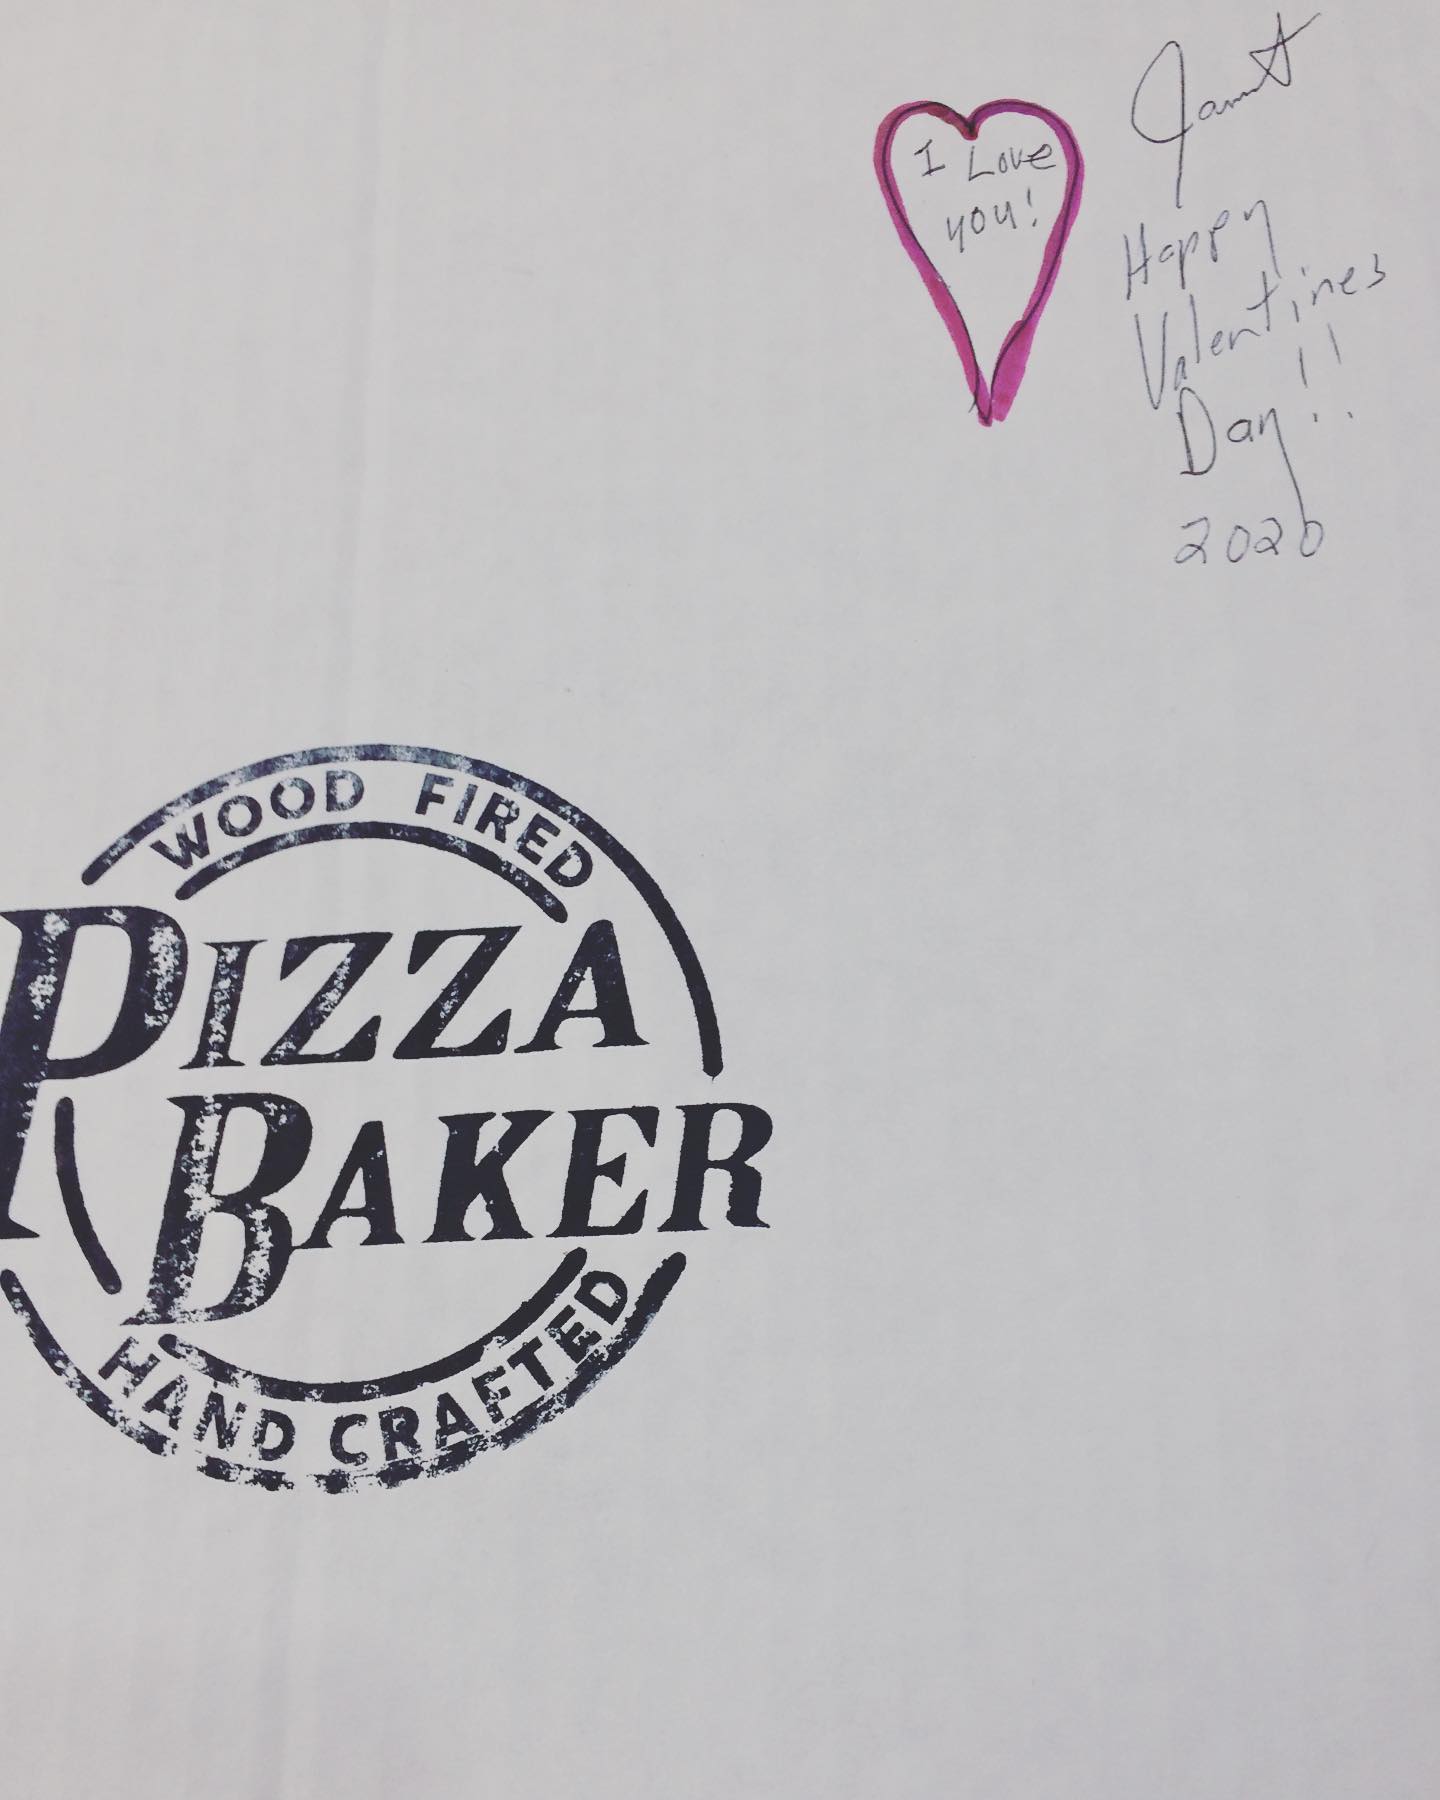 I Love
you!
Happy
Valentines
Day!!
2020
WOOD FIRED
PIZZA
BAKER
HAND CRAFTED